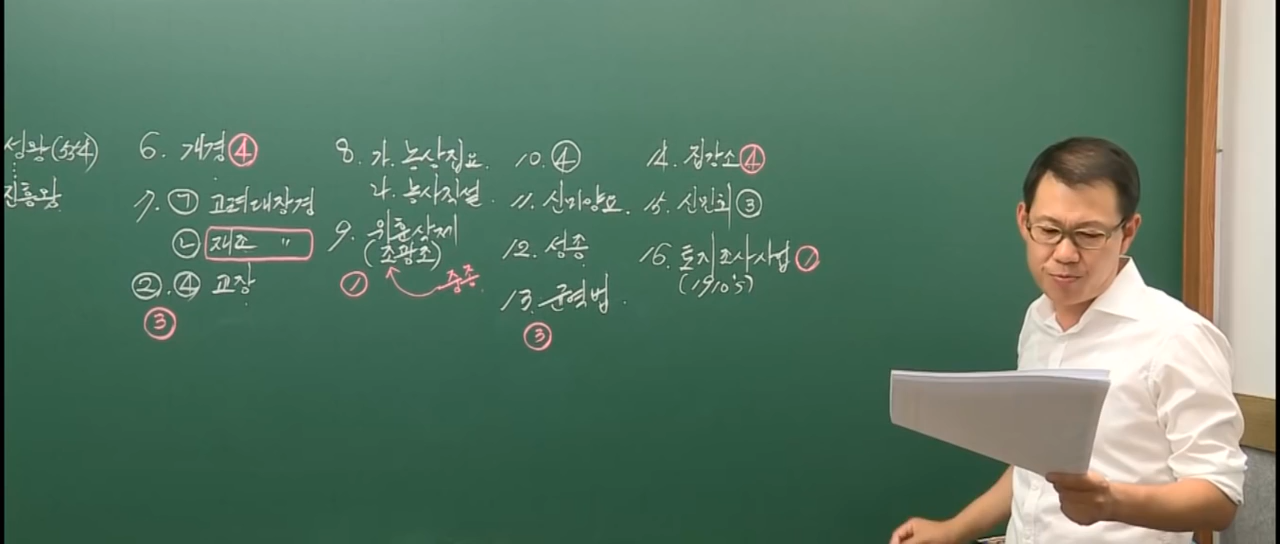 성왕(554)
진흥왕
6. 개경 ④
7. ㉠ 고려대장경
㉡ 재조 〃
②. ④ 교장
③
8. 가. 농상집요.
나. 농사직설.
9. 위훈삭제
(조광조)
① 중종
10. ④
11. 신미양요.
12. 성종
13. 균역법.
③
14. 집강소 ④
15. 신민회 ③
16. 토지조사사업 ①
(1910's)